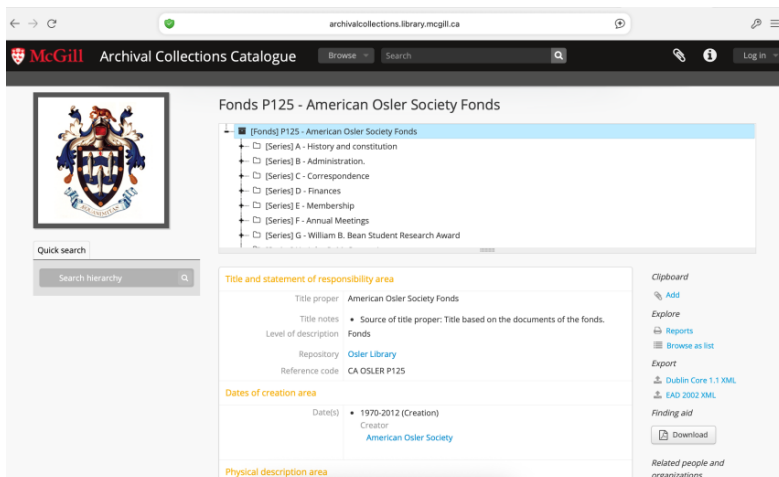 archivalcollections.library.mcgill.ca
McGill Archival Collections Catalogue Browse Search Log in
Fonds P125 - American Osler Society Fonds
[Fonds] P125 - American Osler Society Fonds
[Series] A - History and constitution
[Series] B - Administration.
[Series] C - Correspondence
[Series] D - Finances
[Series] E - Membership
[Series] F - Annual Meetings
[Series] G - William B. Bean Student Research Award
Quick search
Search hierarchy
Title and statement of responsibility area
Title proper American Osler Society Fonds
Title notes • Source of title proper: Title based on the documents of the fonds.
Level of description Fonds
Repository Osler Library
Reference code CA OSLER P125
Dates of creation area
Date(s) • 1970-2012 (Creation)
Creator
American Osler Society
Physical description area
Clipboard
Add
Explore
Reports
Browse as list
Export
Dublin Core 1.1 XML
EAD 2002 XML
Finding aid
Download
Related people and
organizations